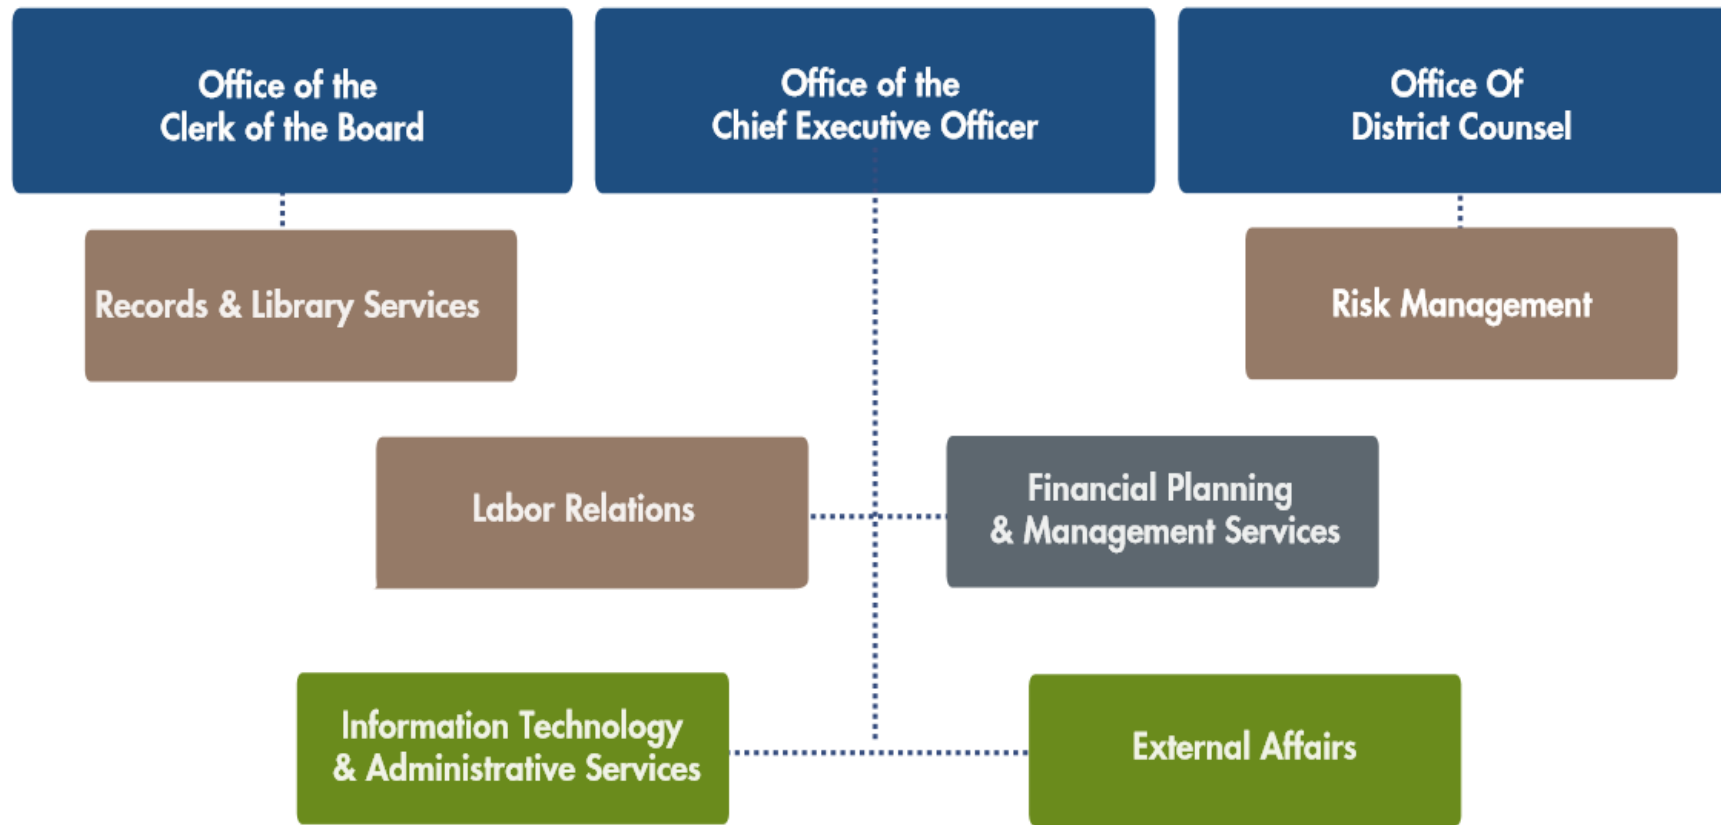 Office of the
Clerk of the Board
Office of the
Chief Executive Officer
Office Of
District Counsel
Records & Library Services
Risk Management
Labor Relations
Financial Planning
& Management Services
Information Technology
& Administrative Services
External Affairs